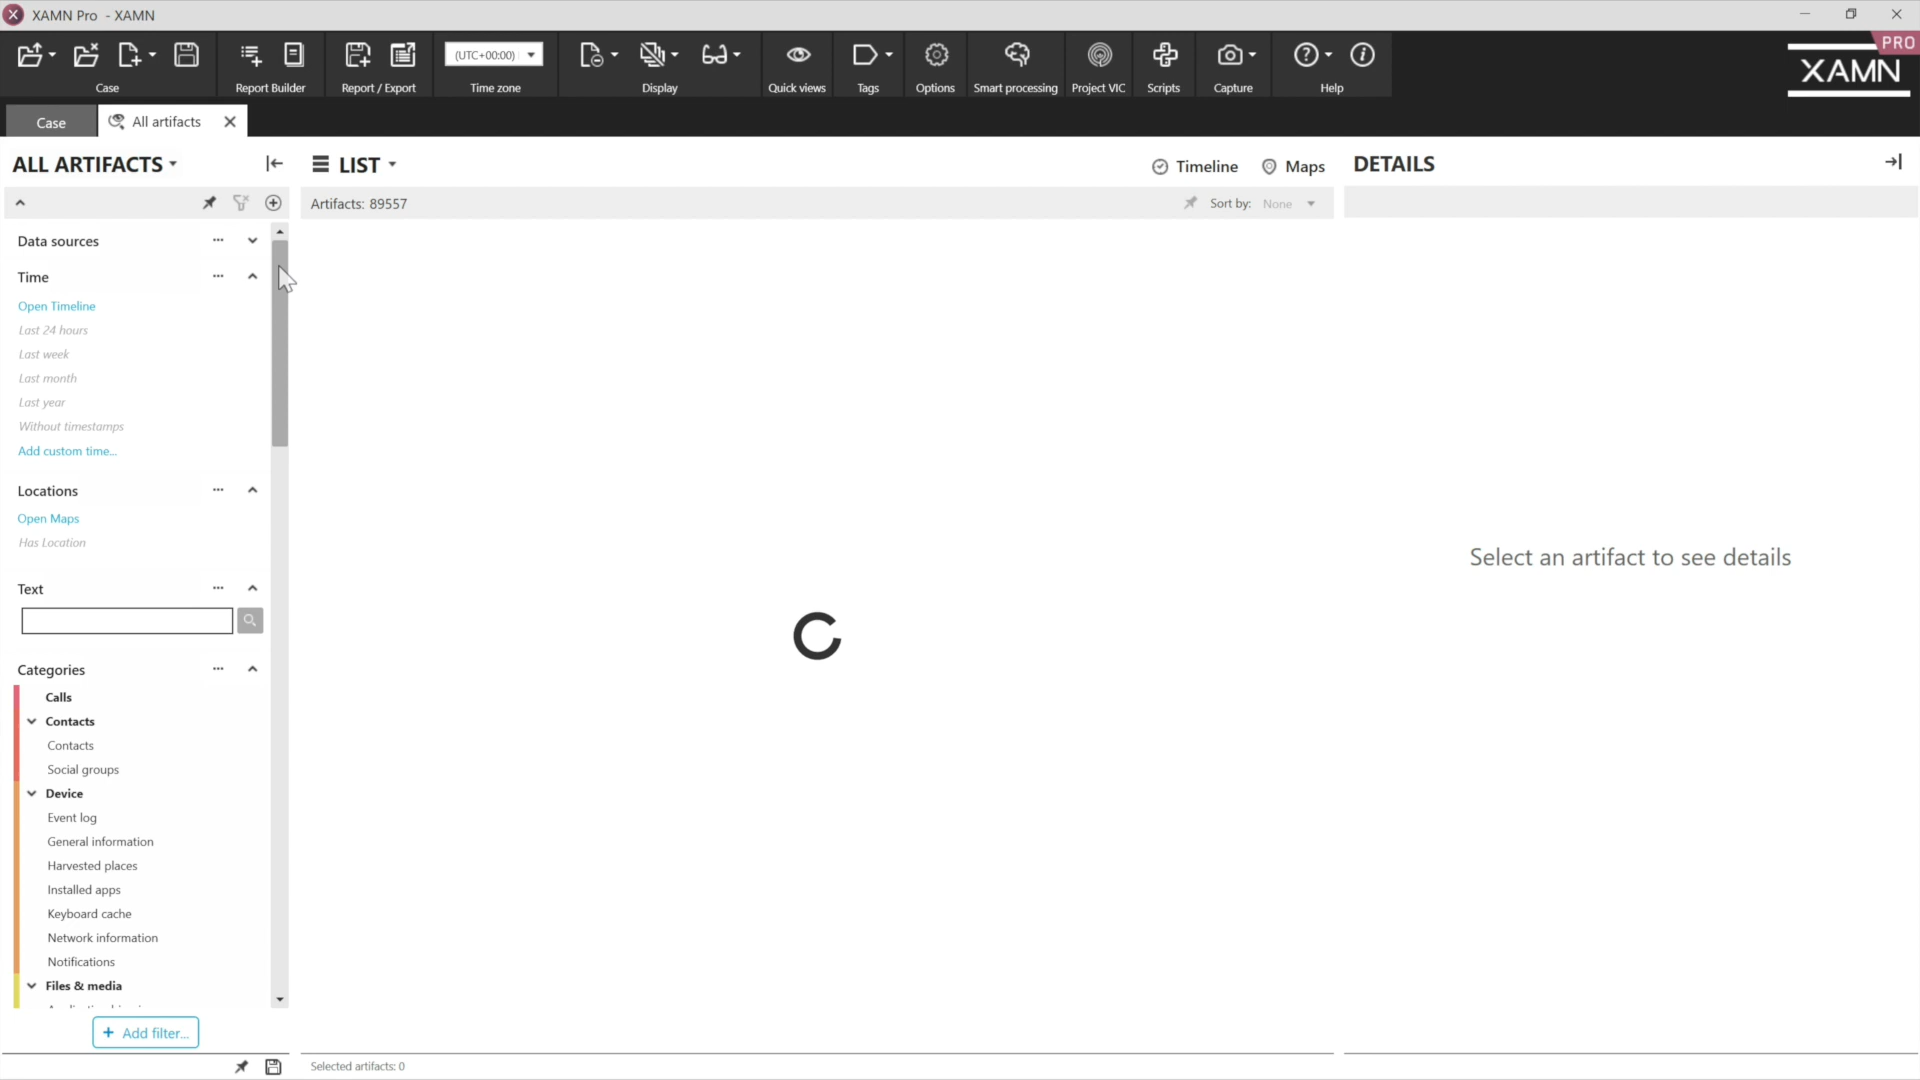 XAMN Pro - XAMN
PRO
(UTC+00:00)
Case
Report Builder
Report / Export
Time zone
Display
Quick views
Tags
Options
Smart processing
Project VIC
Scripts
Capture
Help
XAMN
Case
All artifacts
ALL ARTIFACTS
LIST
Timeline
Maps
DETAILS
Artifacts: 89557
Sort by: None
Data sources
Time
Open Timeline
Last 24 hours
Last week
Last month
Last year
Without timestamps
Add custom time...
Locations
Open Maps
Has Location
Select an artifact to see details
Text
Categories
Calls
Contacts
Contacts
Social groups
Device
Event log
General information
Harvested places
Installed apps
Keyboard cache
Network information
Notifications
Files & media
+ Add filter...
Selected artifacts: 0